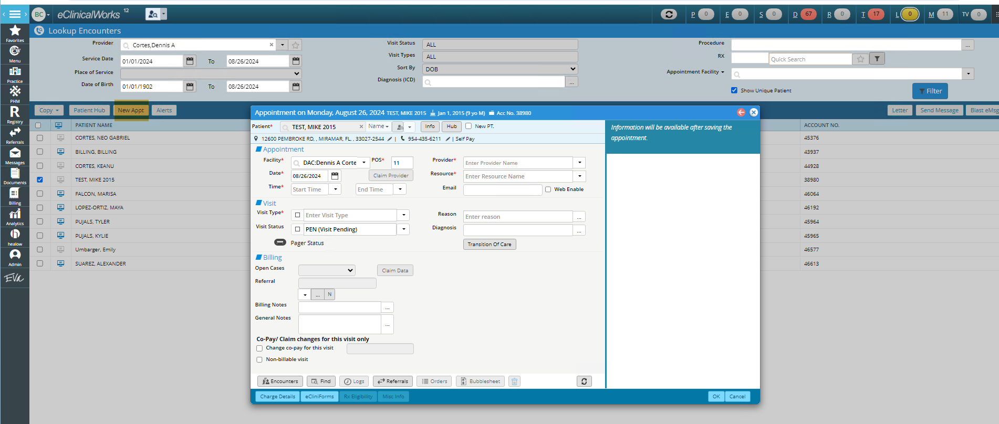 BC
eClinicalWorks 12
P 0
E 0
S 0
D 67
R 0
T 17
L 0
M 11
TV 0
Favorites
Menu
Practice
PHM
R
Registry
Referrals
Messages
Documents
Billing
Analytics
healow
Admin
EVA
Lookup Encounters
Provider Cortes,Dennis A
Service Date 01/01/2024 To 08/26/2024
Place of Service
Date of Birth 01/01/1902 To 08/26/2024
Visit Status ALL
Visit Types ALL
Sort By DOB
Diagnosis (ICD) ...
Procedure ...
RX Quick Search
Appointment Facility
Show Unique Patient
Filter
Copy Patient Hub New Appt Alerts
Letter Send Message Blast eMsg
PATIENT NAME
ACCOUNT NO.
CORTES, NEO GABRIEL 45376
BILLING, BILLING 43937
CORTES, KEANU 44928
TEST, MIKE 2015 38980
FALCON, MARISA 46064
LOPEZ-ORTIZ, MAYA 46192
PUJALS, TYLER 45964
PUJALS, KYLIE 45965
Umbarger, Emily 46577
SUAREZ, ALEXANDER 46613
Appointment on Monday, August 26, 2024 TEST, MIKE 2015 Jan 1, 2015 (9 yo M) Acc No. 38980
Patient* TEST, MIKE 2015 × Name Info Hub New PT.
12600 PEMBROKE RD, , MIRAMAR, FL, , 33027-2544 | 954-435-6211 | Self Pay
Information will be available after saving the
appointment.
Appointment
Facility* DAC:Dennis A Corte POS* 11 Provider* Enter Provider Name
Date* 08/26/2024 Claim Provider Resource* Enter Resource Name
Time* Start Time End Time Email Web Enable
Visit
Visit Type* Enter Visit Type Reason Enter reason ...
Visit Status PEN (Visit Pending) Diagnosis ...
Pager Status Transition Of Care
Billing
Open Cases Claim Data
Referral
... N
Billing Notes ...
General Notes ...
Co-Pay/ Claim changes for this visit only
Change co-pay for this visit
Non-billable visit
Encounters Find Logs Referrals Orders Bubblesheet
Charge Details eCliniForms Rx Eligibility Misc Info OK Cancel